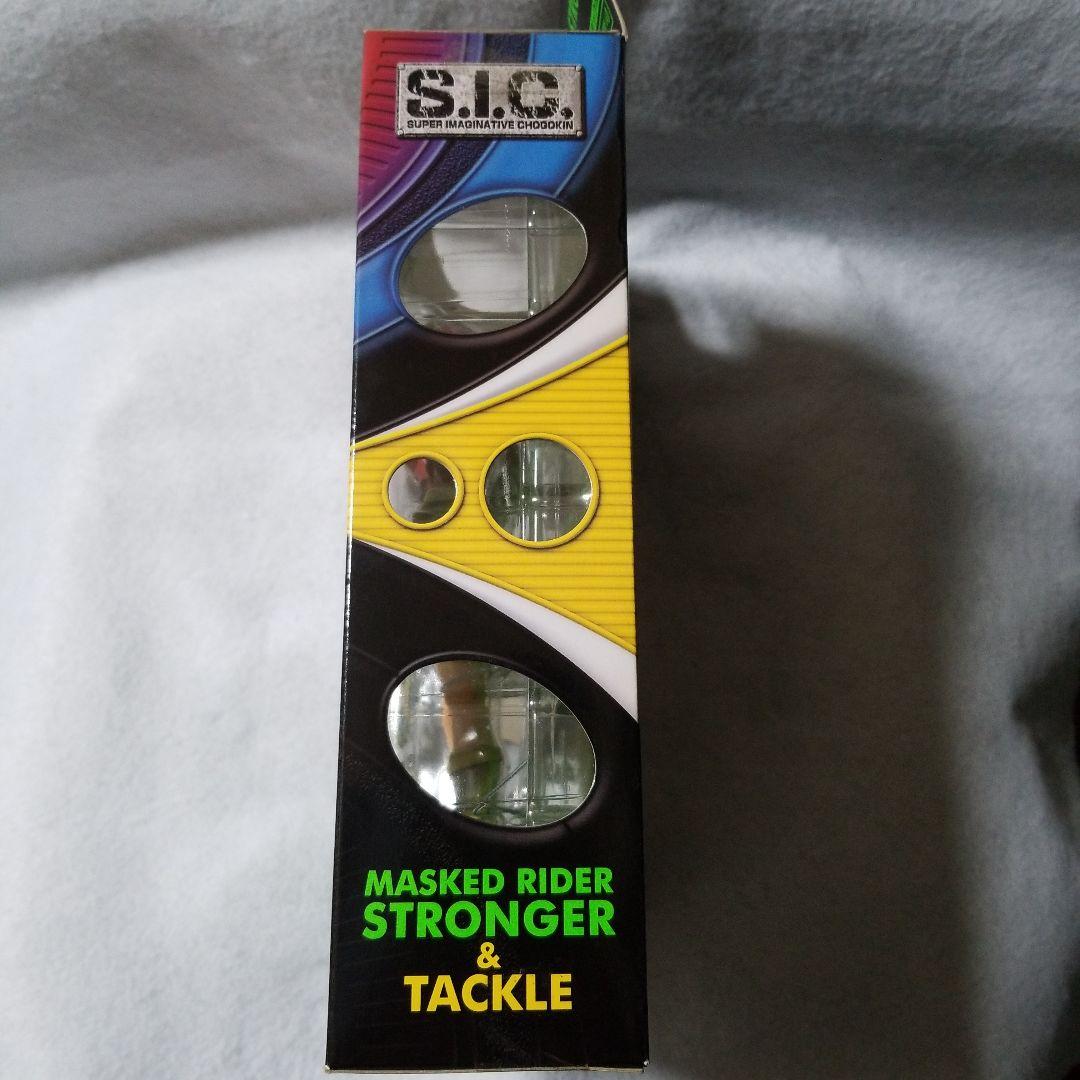 S.I.C.
SUPER IMAGINATIVE CHOGOKIN
MASKED RIDER
STRONGER
&
TACKLE